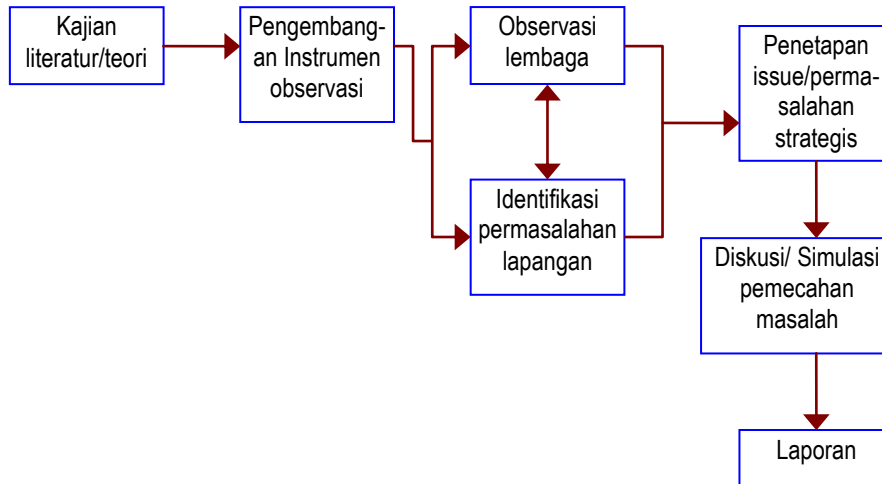 Kajian
literatur/teori
Pengembang-
an Instrumen
observasi
Observasi
lembaga
Identifikasi
permasalahan
lapangan
Penetapan
issue/perma-
salahan
strategis
Diskusi/ Simulasi
pemecahan
masalah
Laporan